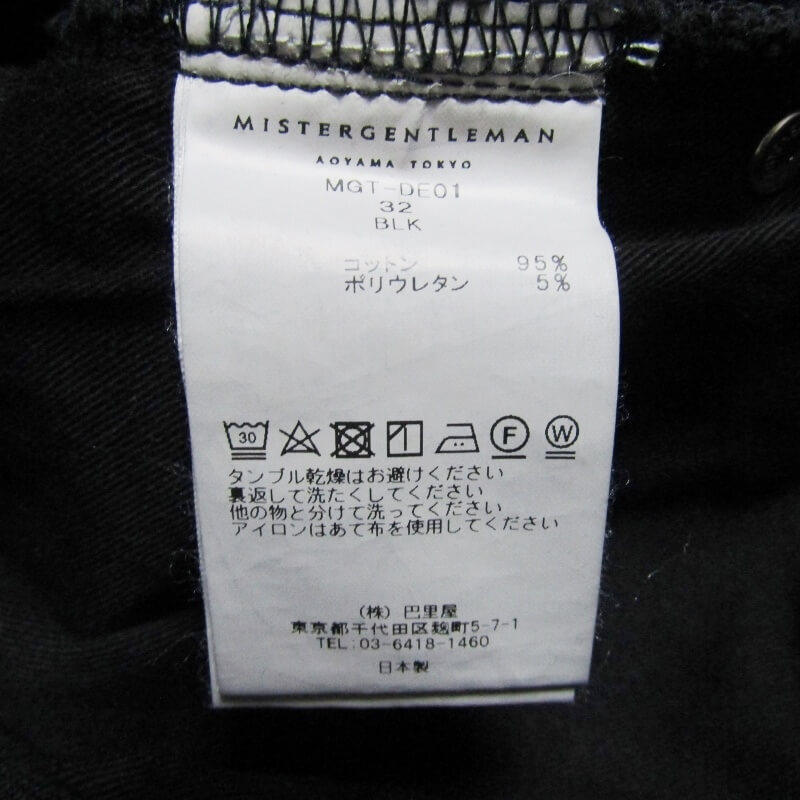 MISTERGENTLEMAN
AOYAMA TOKYO
MGT-DE01
32
BLK
コットン 95%
ポリウレタン 5%
30 F W
タンブル乾燥はお避けください
裏返して洗たくしてください
他の物と分けて洗ってください
アイロンはあて布を使用してください
(株) 巴里屋
東京都千代田区麹町5-7-1
TEL:03-6418-1460
日本製